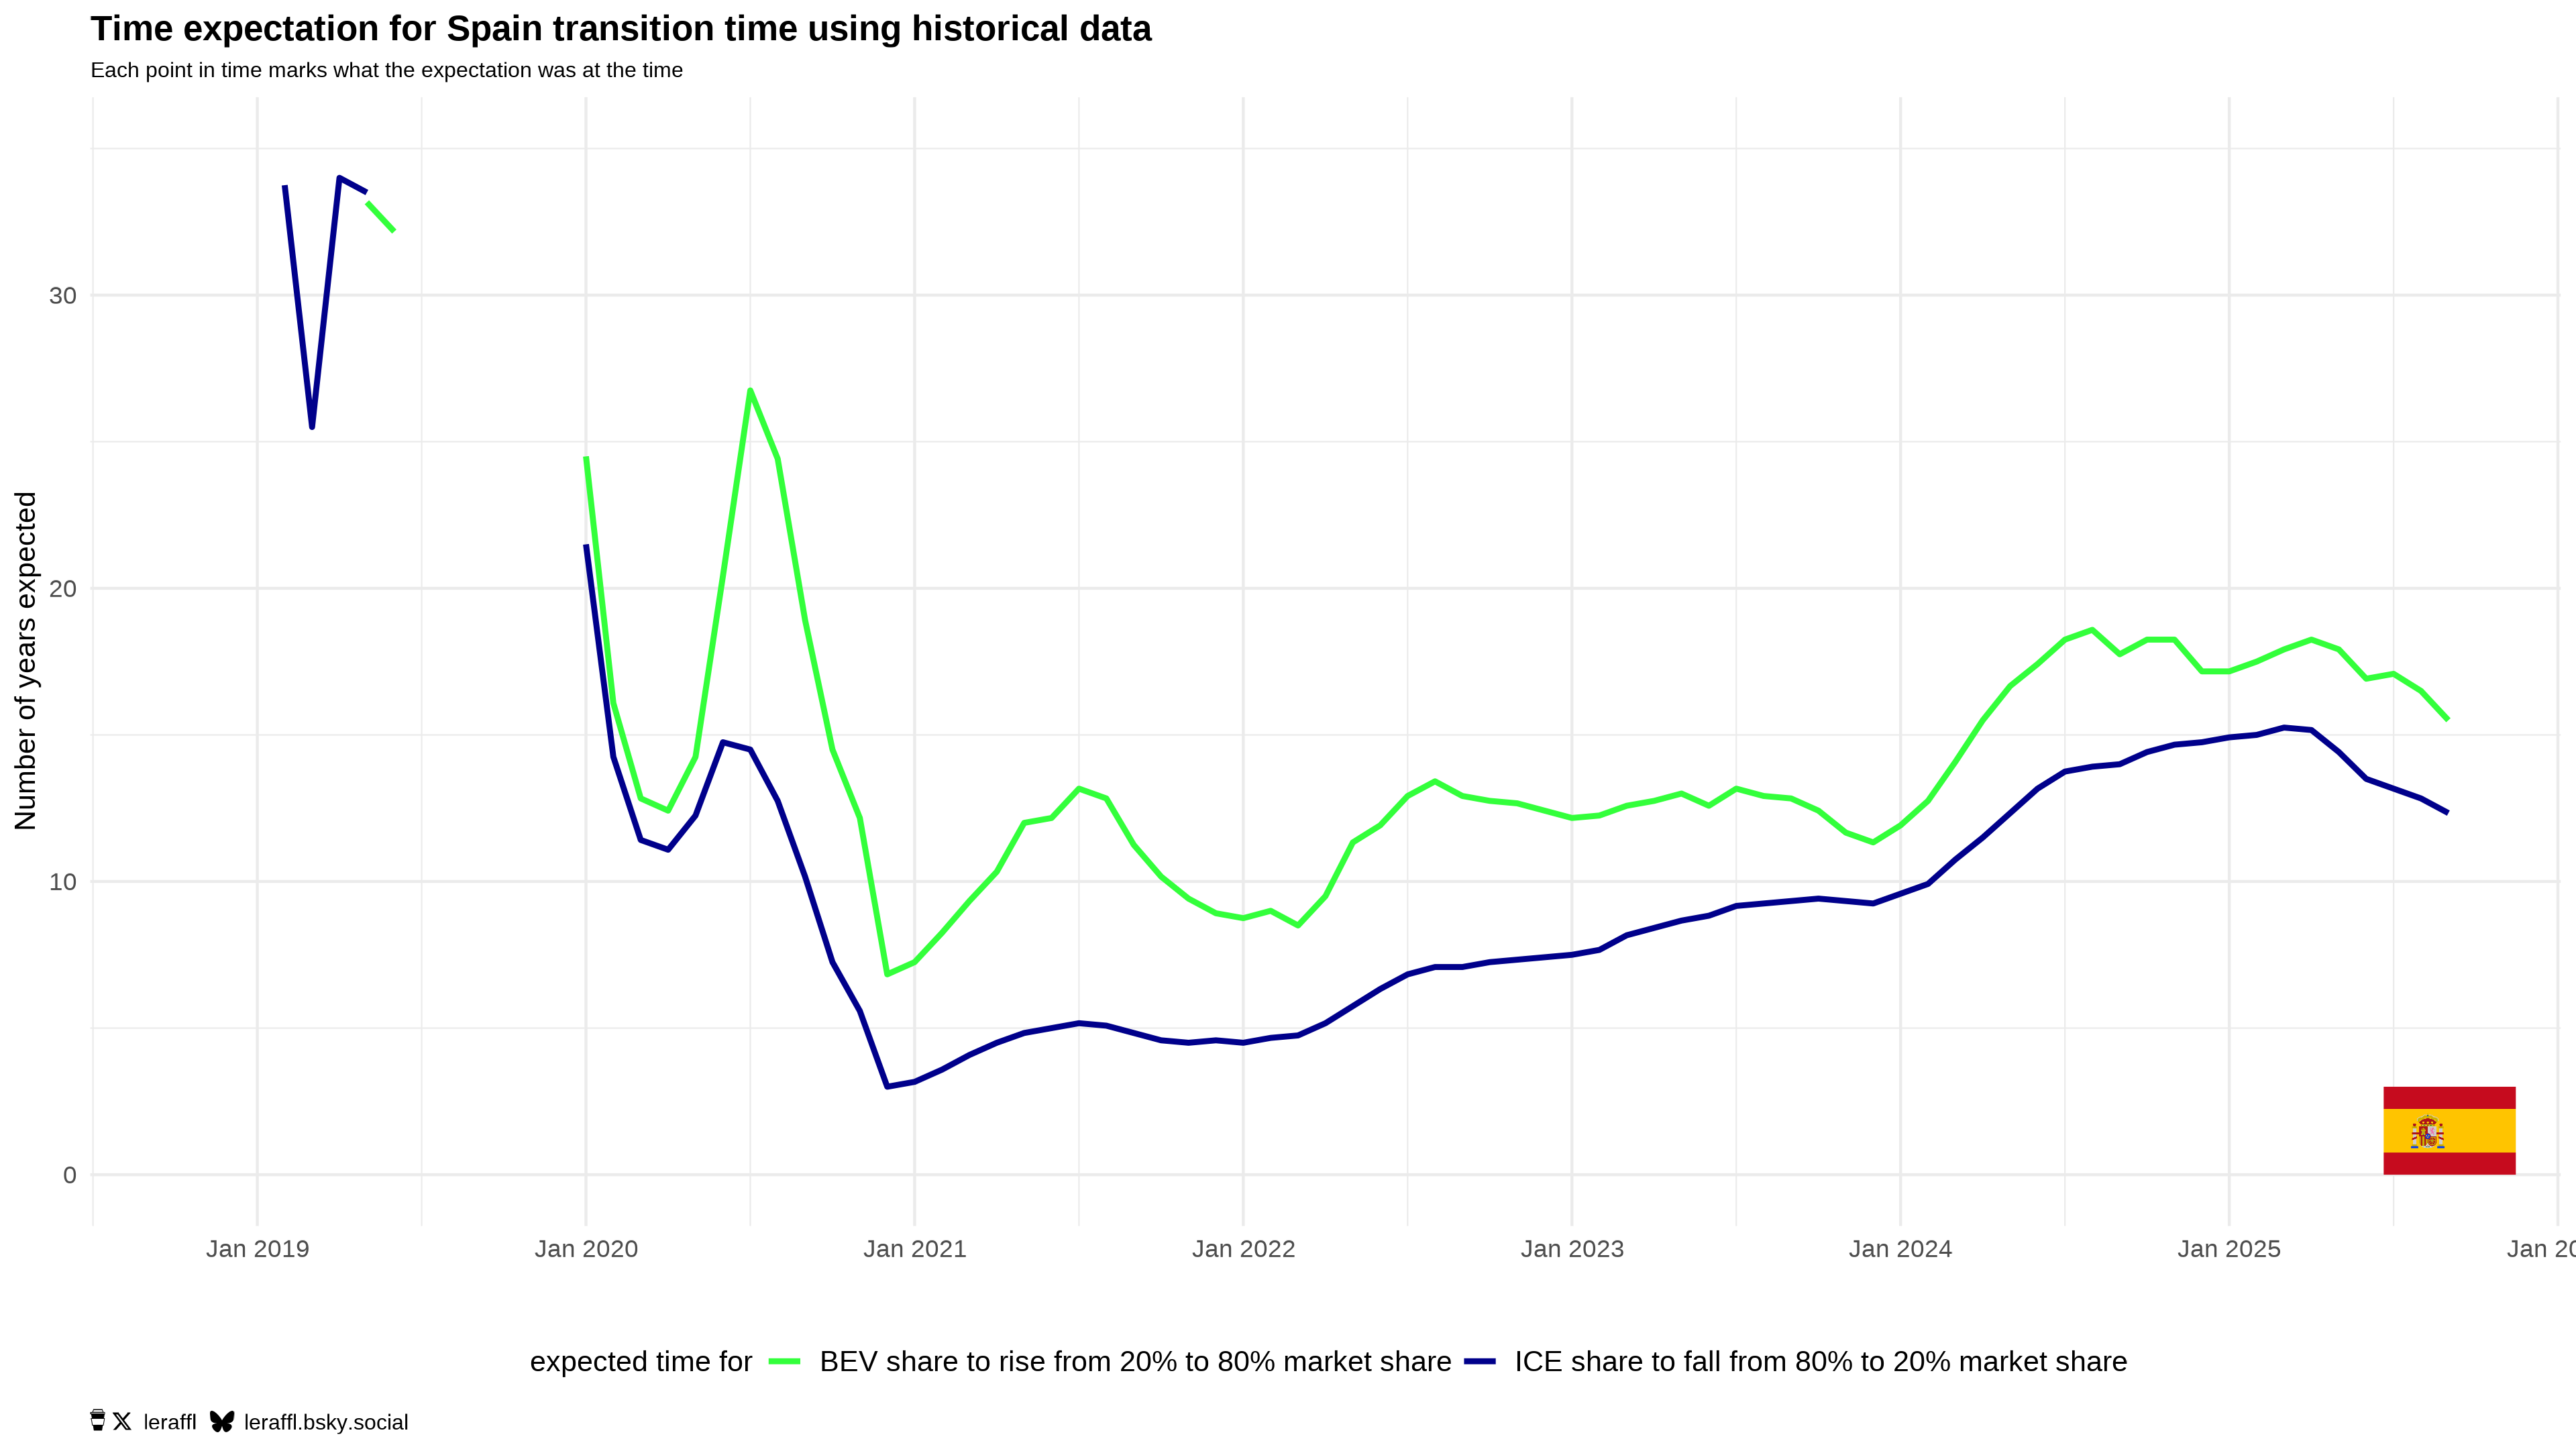 Time expectation for Spain transition time using historical data
Each point in time marks what the expectation was at the time
Number of years expected
30
20
10
0
Jan 2019 Jan 2020 Jan 2021 Jan 2022 Jan 2023 Jan 2024 Jan 2025 Jan 20
expected time for BEV share to rise from 20% to 80% market share ICE share to fall from 80% to 20% market share
leraffl leraffl.bsky.social